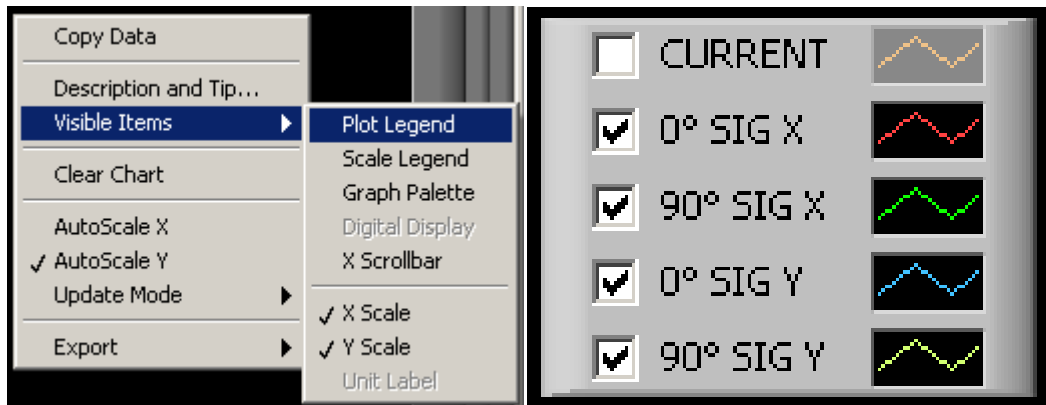 Copy Data
Description and Tip...
Visible Items
Clear Chart
AutoScale X
AutoScale Y
Update Mode
Export
Plot Legend
Scale Legend
Graph Palette
Digital Display
X Scrollbar
X Scale
Y Scale
Unit Label
CURRENT
0° SIG X
90° SIG X
0° SIG Y
90° SIG Y